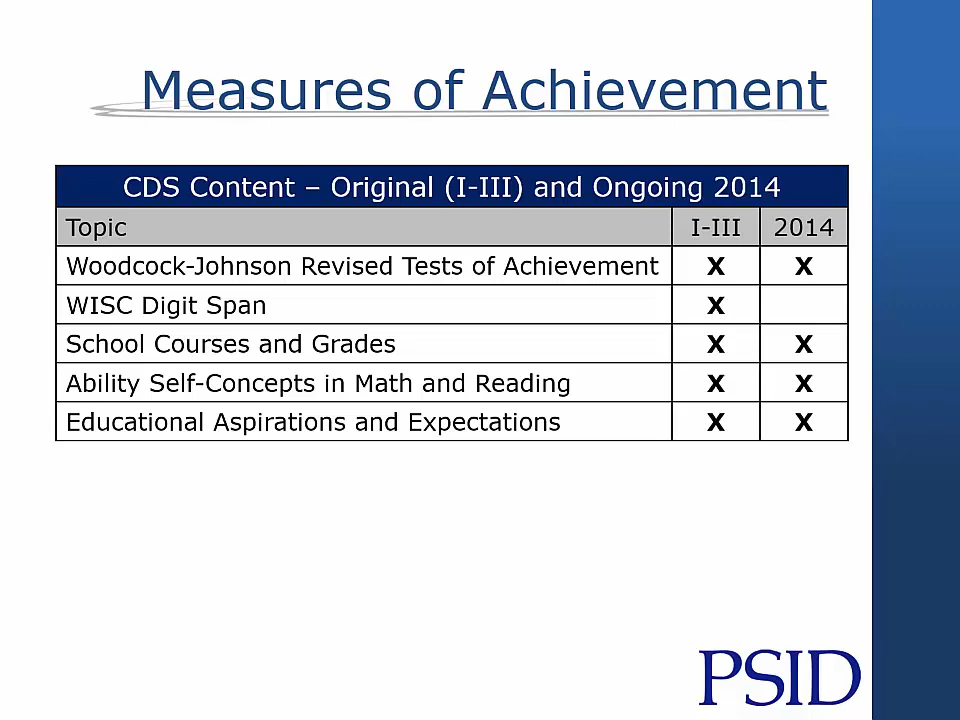 Measures of Achievement
CDS Content – Original (I-III) and Ongoing 2014
Topic I-III 2014
Woodcock-Johnson Revised Tests of Achievement X X
WISC Digit Span X
School Courses and Grades X X
Ability Self-Concepts in Math and Reading X X
Educational Aspirations and Expectations X X
PSID